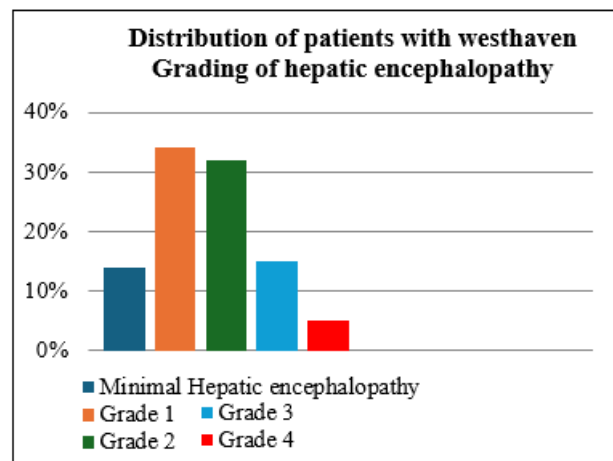 Distribution of patients with westhaven
Grading of hepatic encephalopathy
40%
30%
20%
10%
0%
Minimal Hepatic encephalopathy
Grade 1 Grade 3
Grade 2 Grade 4